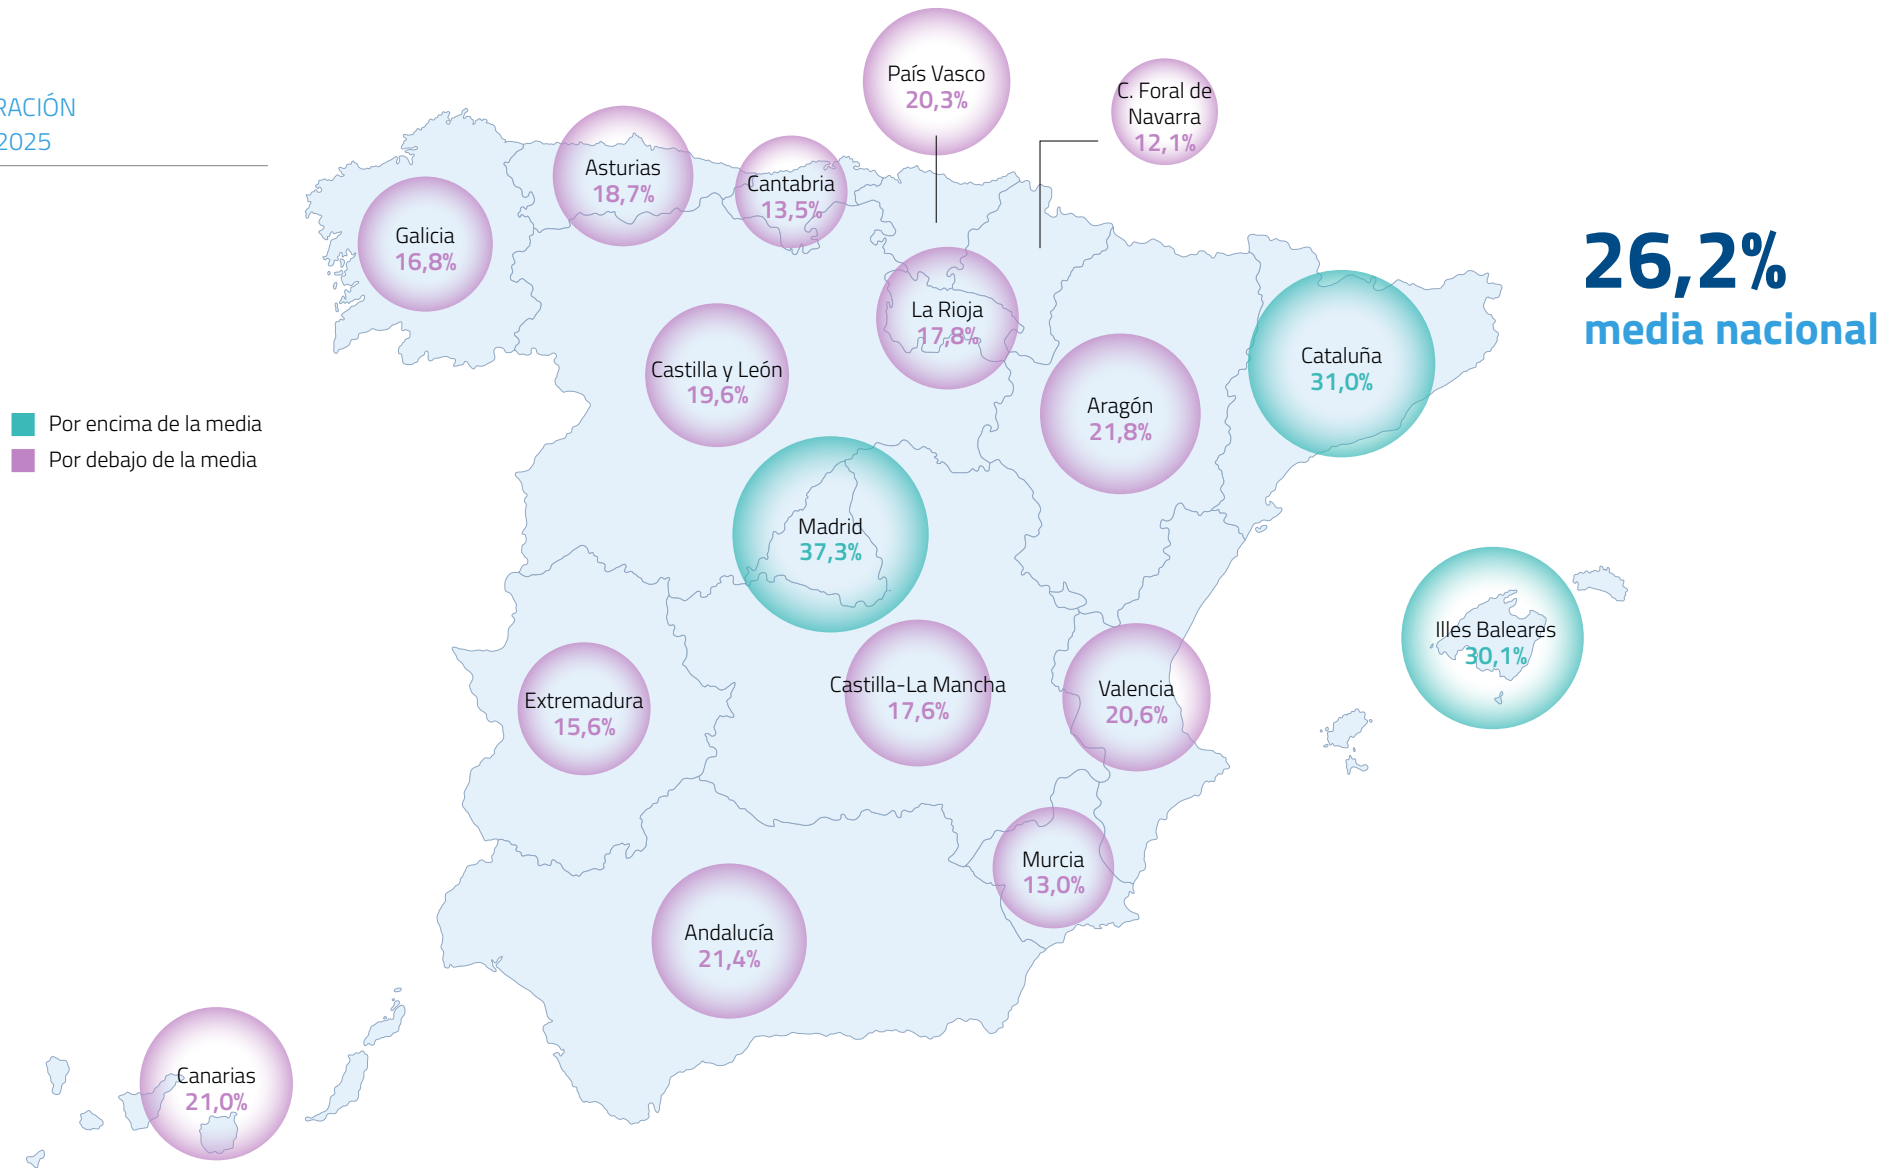 2025
País Vasco
20,3%
C. Foral de
Navarra
12,1%
Asturias
18,7%
Cantabria
13,5%
Galicia
16,8%
La Rioja
17,8%
26,2%
media nacional
Castilla y León
19,6%
Cataluña
31,0%
Aragón
21,8%
Por encima de la media
Por debajo de la media
Madrid
37,3%
Illes Baleares
30,1%
Extremadura
15,6%
Castilla-La Mancha
17,6%
Valencia
20,6%
Murcia
13,0%
Andalucía
21,4%
Canarias
21,0%